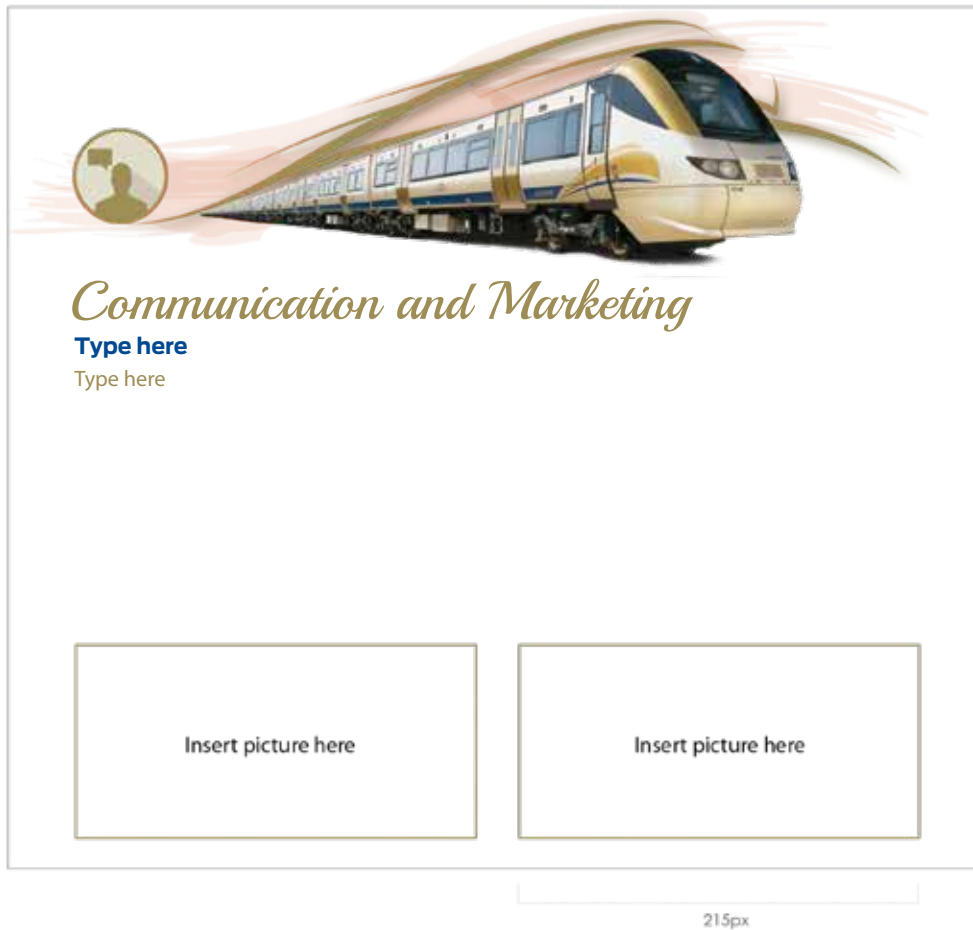 Communication and Marketing
Type here
Type here
Insert picture here
Insert picture here
215px